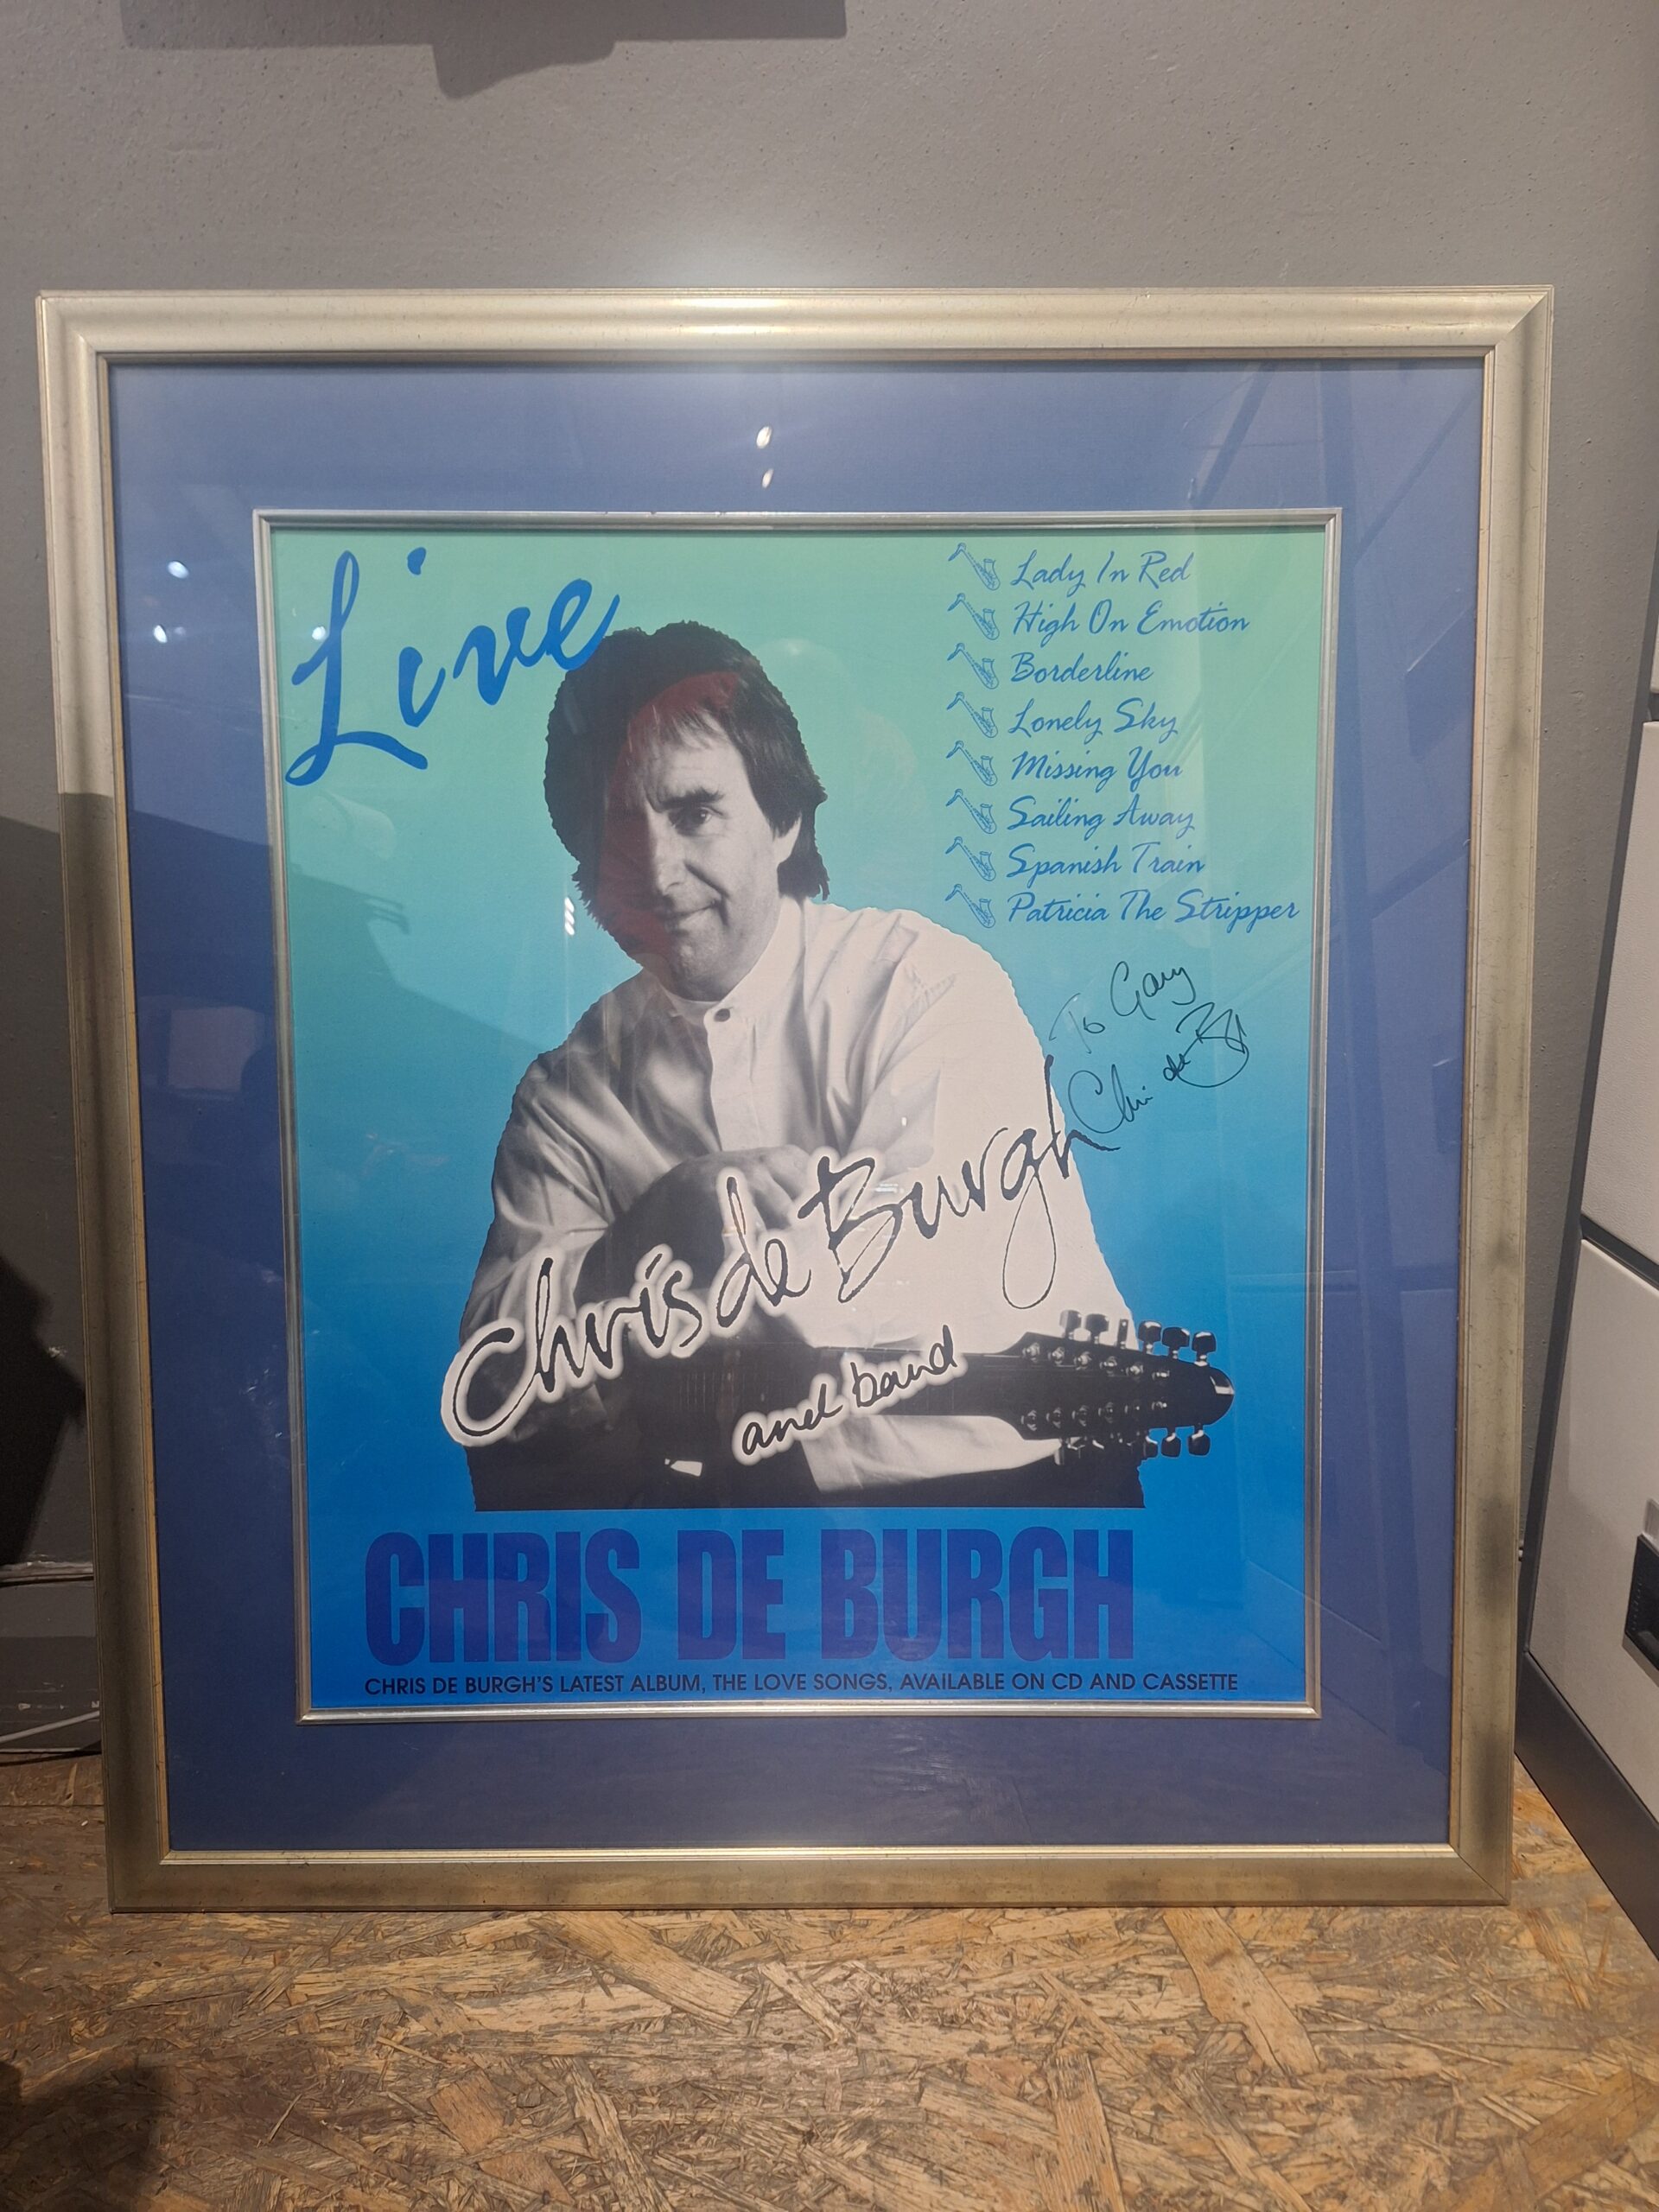 Live
Lady In Red
High On Emotion
Borderline
Lonely Sky
Missing You
Sailing Away
Spanish Train
Patricia The Stripper
To Gary
Chris de Burgh
and band
CHRIS DE BURGH
CHRIS DE BURGH'S LATEST ALBUM, THE LOVE SONGS, AVAILABLE ON CD AND CASSETTE